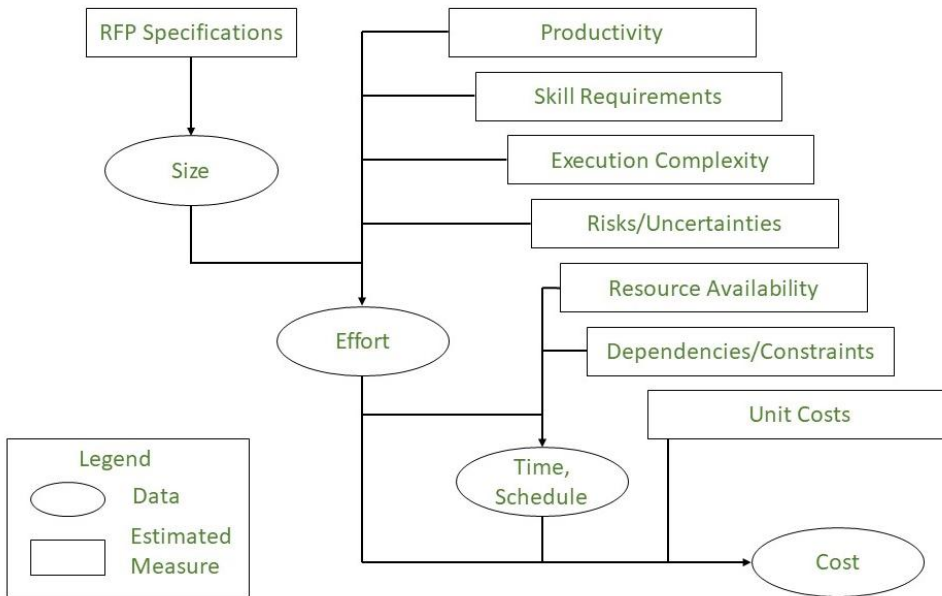 RFP Specifications
Productivity
Skill Requirements
Size
Execution Complexity
Risks/Uncertainties
Resource Availability
Effort
Dependencies/Constraints
Unit Costs
Legend
Data
Estimated
Measure
Time,
Schedule
Cost